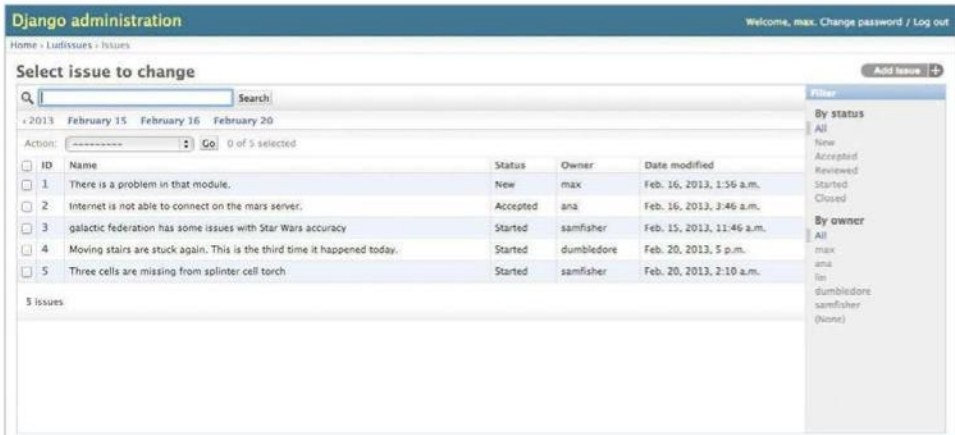 Django administration
Welcome, max. Change password / Log out
Home › Ludissues › Issues
Select issue to change
Add Issue +
Search
‹ 2013 February 15 February 16 February 20
Action: --------- Go 0 of 5 selected
ID Name Status Owner Date modified
1 There is a problem in that module. New max Feb. 16, 2013, 1:56 a.m.
2 Internet is not able to connect on the mars server. Accepted ana Feb. 16, 2013, 3:46 a.m.
3 galactic federation has some issues with Star Wars accuracy Started samfisher Feb. 15, 2013, 11:46 a.m.
4 Moving stairs are stuck again. This is the third time it happened today. Started dumbledore Feb. 20, 2013, 5 p.m.
5 Three cells are missing from splinter cell torch Started samfisher Feb. 20, 2013, 2:10 a.m.
5 issues
Filter
By status
All
New
Accepted
Reviewed
Started
Closed
By owner
All
max
ana
dumbledore
samfisher
(None)